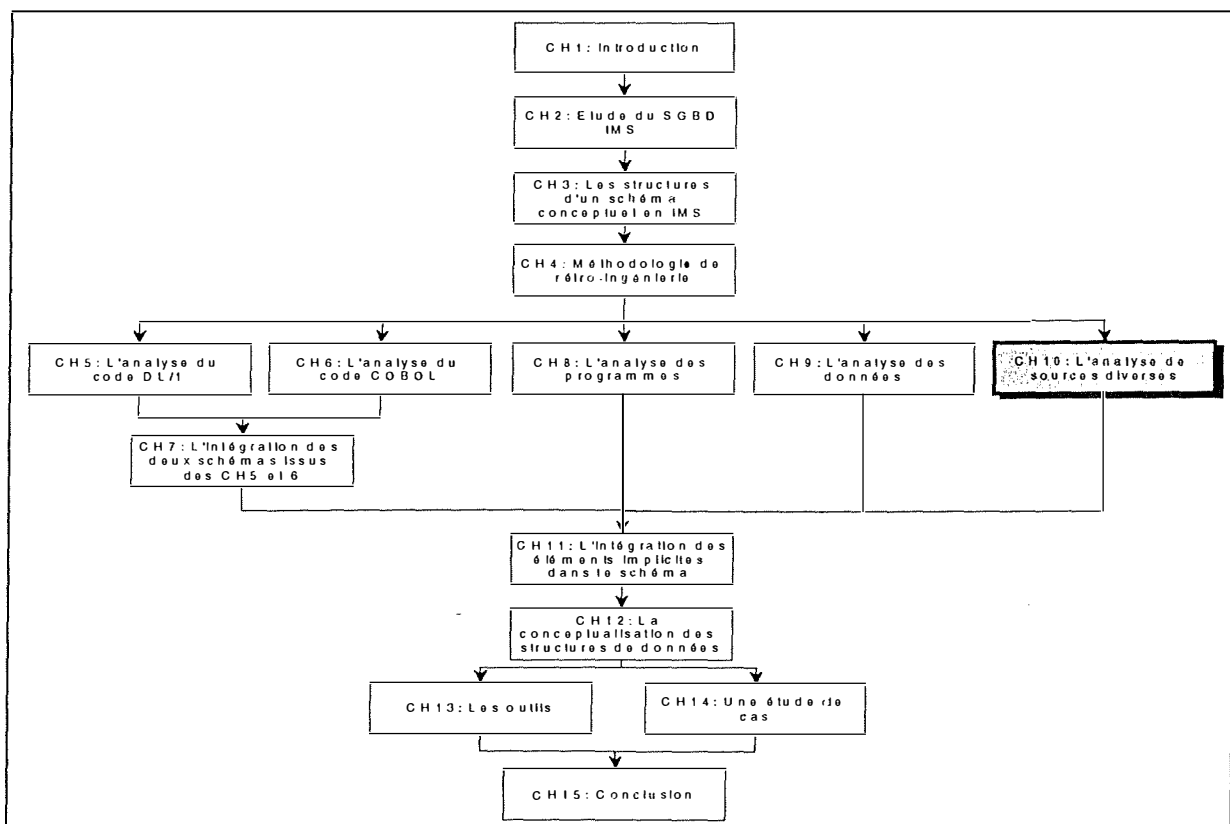 CH1: Introduction
CH2: Etude du SGBD
IMS
CH3: Les structures
d'un schéma
conceptuel en IMS
CH4: Méthodologie de
rétro-ingénierie
CH5: L'analyse du
code DL/1
CH6: L'analyse du
code COBOL
CH8: L'analyse des
programmes
CH9: L'analyse des
données
CH10: L'analyse de
sources diverses
CH7: L'intégration des
deux schémas issus
des CH5 et 6
CH11: L'intégration des
éléments implicites
dans le schéma
CH12: La
conceptualisation des
structures de données
CH13: Les outils
CH14: Une étude de
cas
CH15: Conclusion